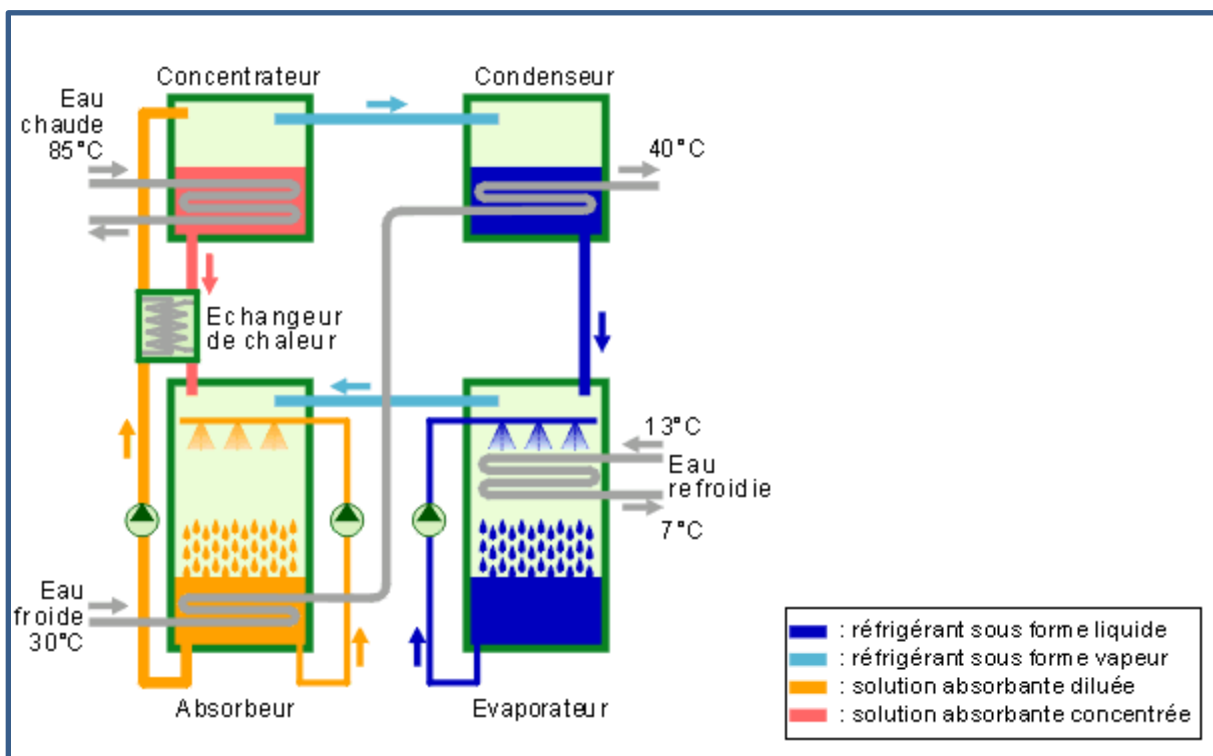 Concentrateur
Condenseur
Eau
chaude
85°C
40°C
Echangeur
de chaleur
13°C
Eau
refroidie
7°C
Eau
froide
30°C
Absorbeur
Evaporateur
: réfrigérant sous forme liquide
: réfrigérant sous forme vapeur
: solution absorbante diluée
: solution absorbante concentrée